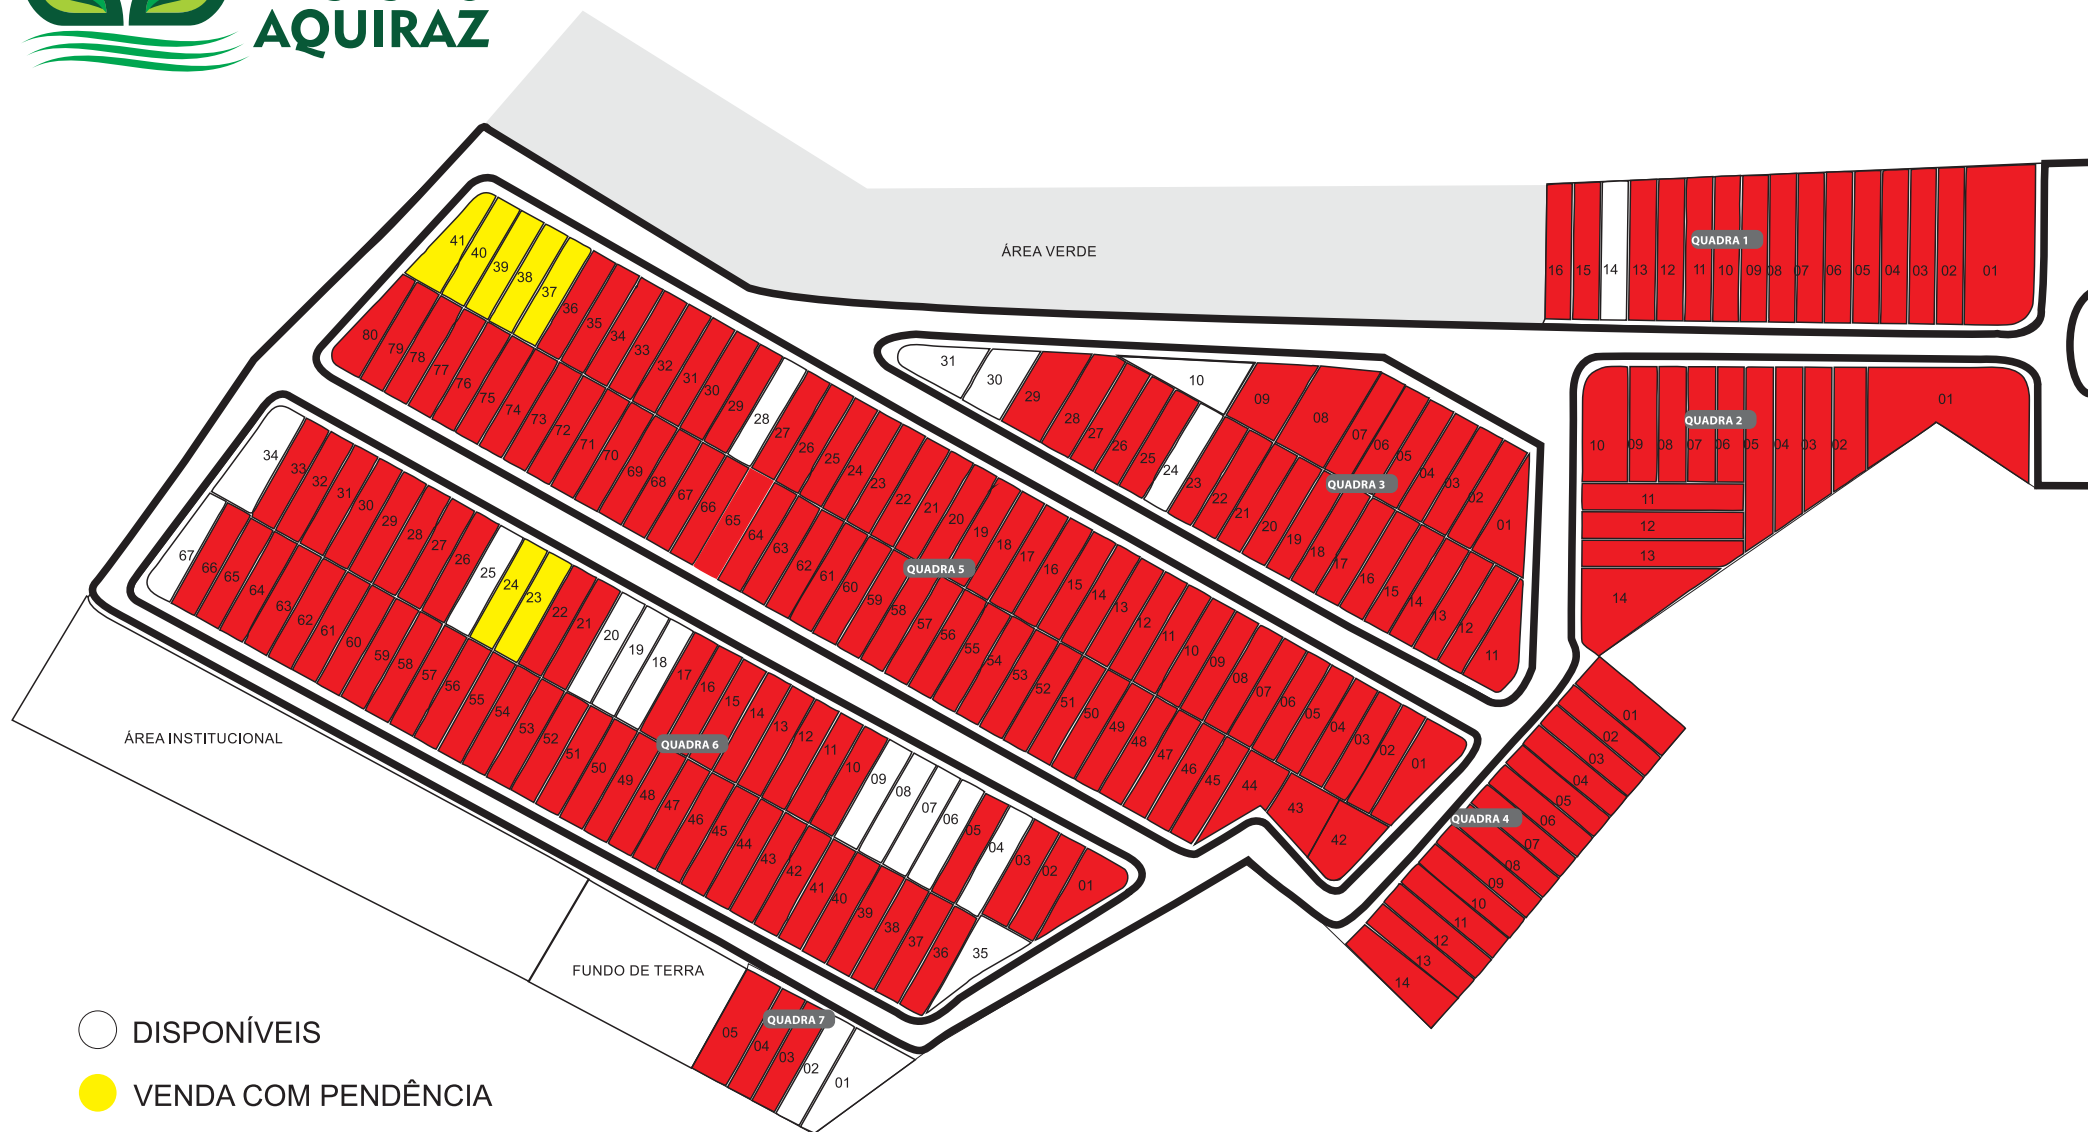 AQUIRAZ
ÁREA VERDE
QUADRA 1
16 15 14 13 12 11 10 09 08 07 06 05 04 03 02 01
QUADRA 2
01
10 09 08 07 06 05 04 03 02
11
12
13
14
QUADRA 3
31 30 29 28 27 26 25 24 23 22 21 20 19 18 17 16 15 14 13 12 11
10 09 08 07 06 05 04 03 02 01
QUADRA 4
01
02
03
04
05
06
07
08
09
10
11
12
13
14
QUADRA 5
41 40 39 38 37 36 35 34 33 32 31 30 29 28 27 26 25 24 23 22 21 20 19 18 17 16 15 14 13 12 11 10 09 08 07 06 05 04 03 02 01
80 79 78 77 76 75 74 73 72 71 70 69 68 67 66 65 64 63 62 61 60 59 58 57 56 55 54 53 52 51 50 49 48 47 46 45 44 43 42
QUADRA 6
34 33 32 31 30 29 28 27 26 25 24 23 22 21 20 19 18 17 16 15 14 13 12 11 10 09 08 07 06 05 04 03 02 01
67 66 65 64 63 62 61 60 59 58 57 56 55 54 53 52 51 50 49 48 47 46 45 44 43 42 41 40 39 38 37 36 35
ÁREA INSTITUCIONAL
FUNDO DE TERRA
QUADRA 7
05 04 03 02 01
DISPONÍVEIS
VENDA COM PENDÊNCIA